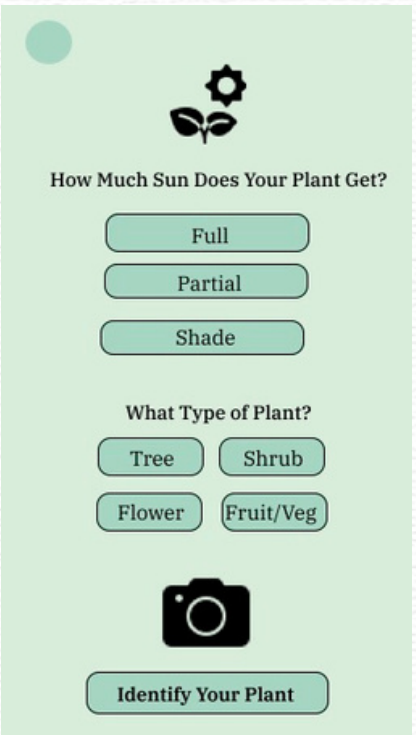 How Much Sun Does Your Plant Get?
Full
Partial
Shade
What Type of Plant?
Tree Shrub
Flower Fruit/Veg
Identify Your Plant